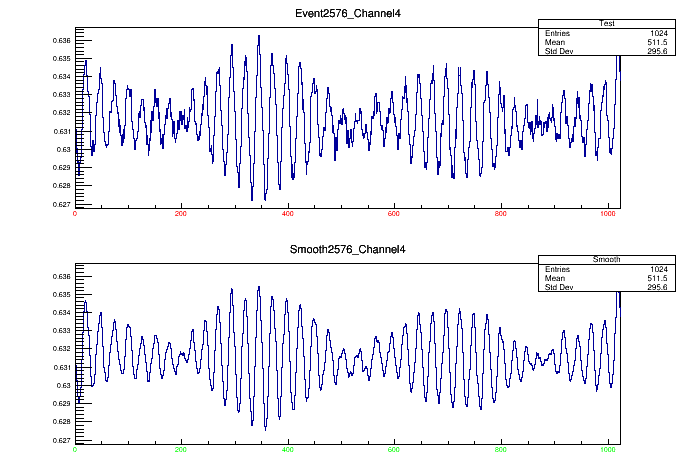 Event2576_Channel4
Test
Entries 1024
Mean 511.5
Std Dev 295.6
0.636
0.635
0.634
0.633
0.632
0.631
0.63
0.629
0.628
0.627
0 200 400 600 800 1000
Smooth2576_Channel4
Smooth
Entries 1024
Mean 511.5
Std Dev 295.6
0.636
0.635
0.634
0.633
0.632
0.631
0.63
0.629
0.628
0.627
0 200 400 600 800 1000